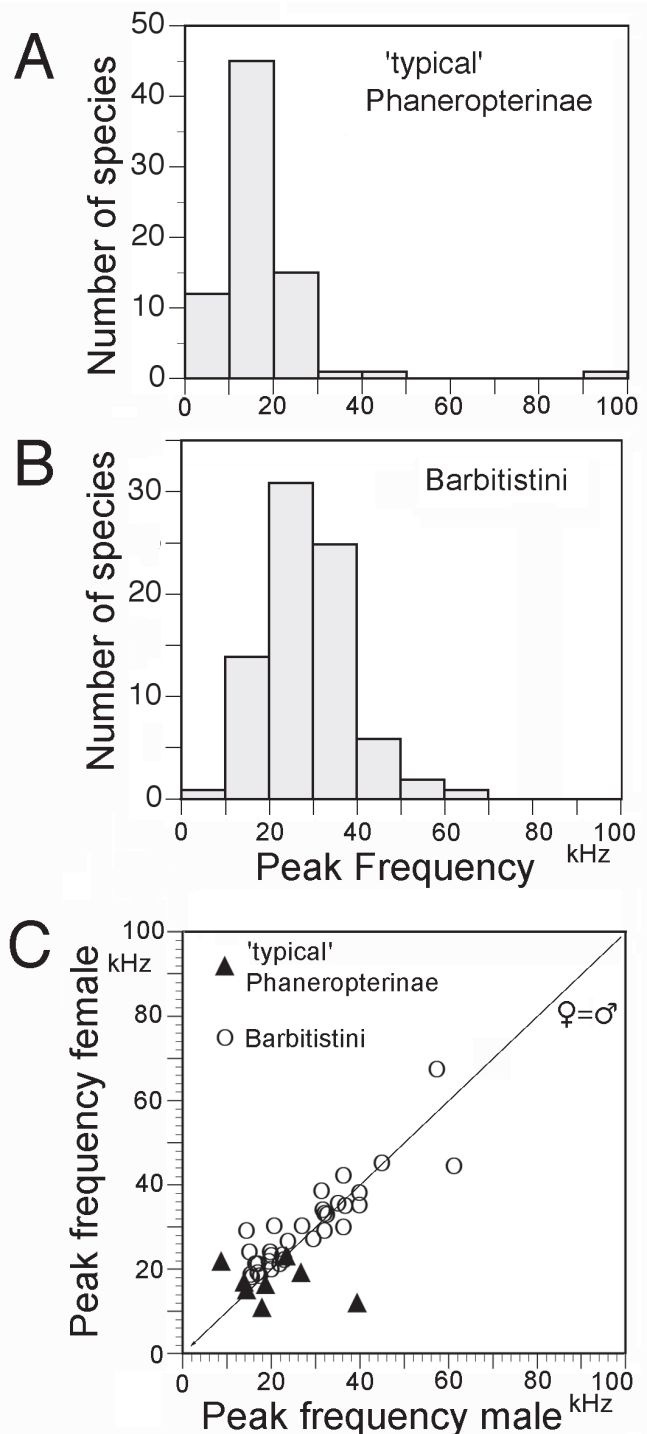 A
50
40
30
20
10
0
Number of species
'typical'
Phaneropterinae
0 20 40 60 80 100
B
30
20
10
0
Number of species
Barbitistini
0 20 40 60 80 100
Peak Frequency kHz
C
100
kHz
80
60
40
20
0
Peak frequency female
'typical'
Phaneropterinae
Barbitistini
♀=♂
0 20 40 60 80 100
Peak frequency male kHz